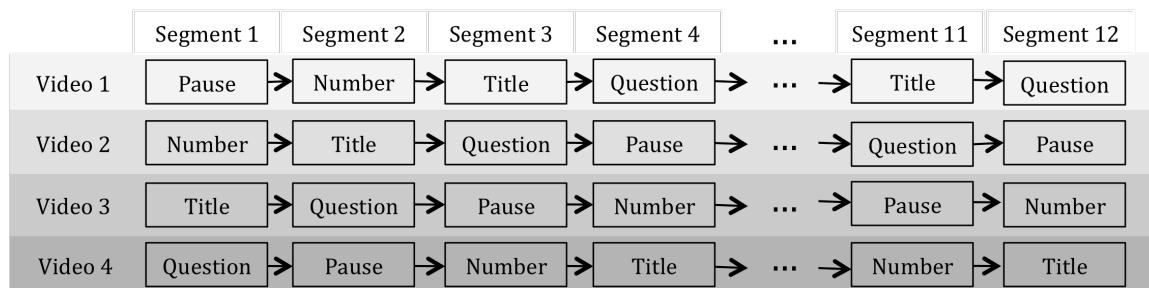 Segment 1 Segment 2 Segment 3 Segment 4 ... Segment 11 Segment 12
Video 1 Pause Number Title Question ... Title Question
Video 2 Number Title Question Pause ... Question Pause
Video 3 Title Question Pause Number ... Pause Number
Video 4 Question Pause Number Title ... Number Title